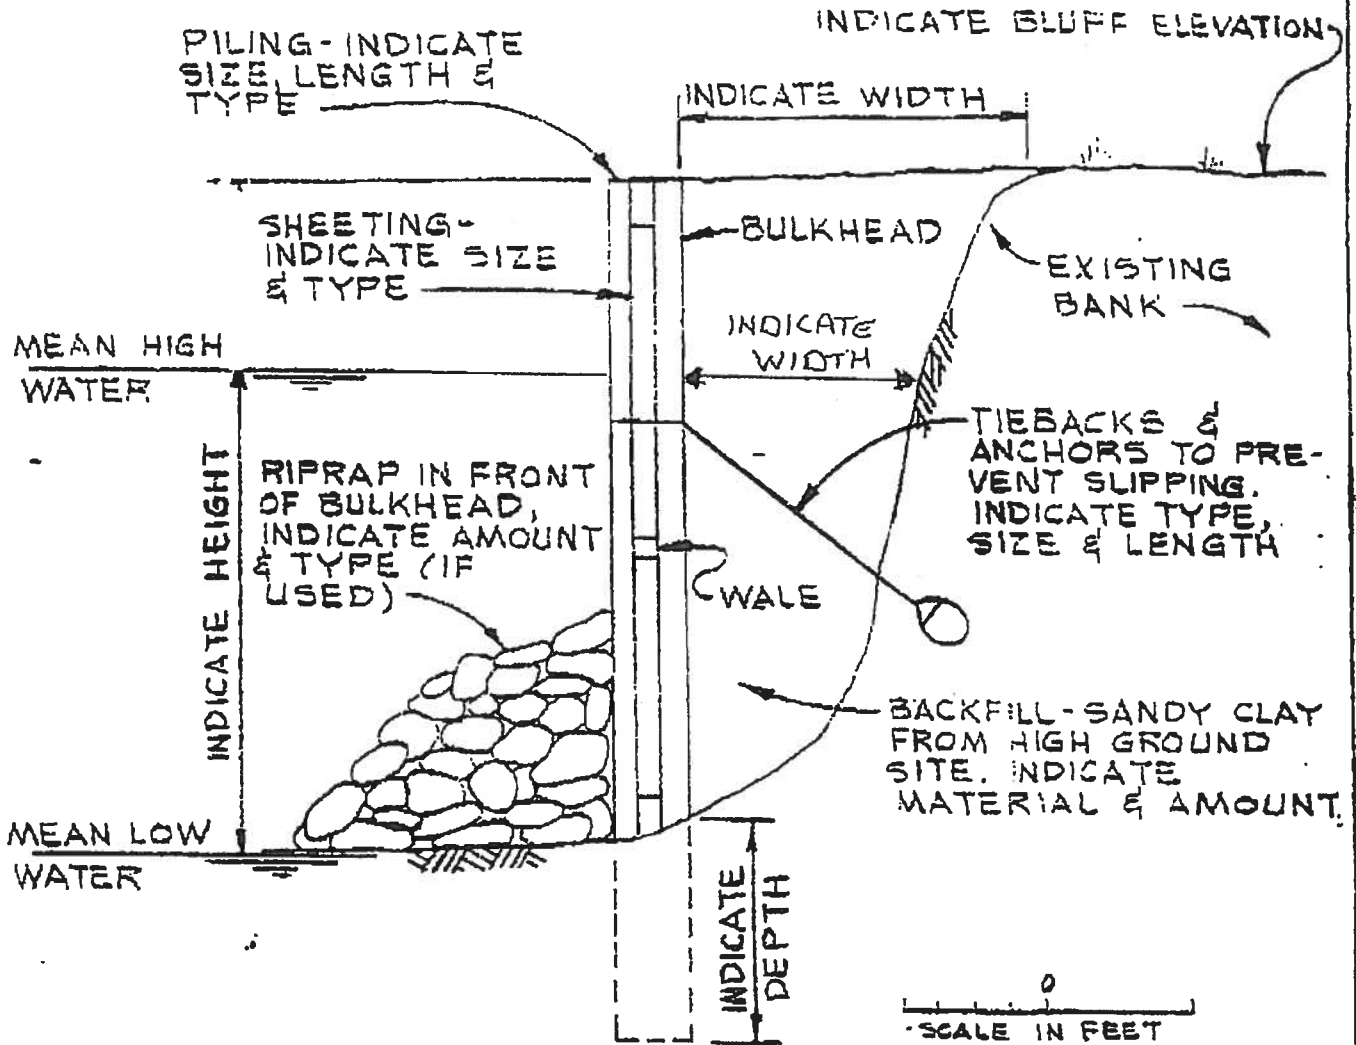 INDICATE BLUFF ELEVATION
PILING-INDICATE
SIZE, LENGTH &
TYPE
INDICATE WIDTH
SHEETING-
INDICATE SIZE
& TYPE
BULKHEAD
EXISTING
BANK
INDICATE
WIDTH
MEAN HIGH
WATER
TIEBACKS &
ANCHORS TO PRE-
VENT SLIPPING.
INDICATE TYPE,
SIZE & LENGTH
RIPRAP IN FRONT
OF BULKHEAD,
INDICATE AMOUNT
& TYPE (IF
USED)
INDICATE HEIGHT
WALE
BACKFILL-SANDY CLAY
FROM HIGH GROUND
SITE. INDICATE
MATERIAL & AMOUNT.
MEAN LOW
WATER
INDICATE
DEPTH
0
SCALE IN FEET